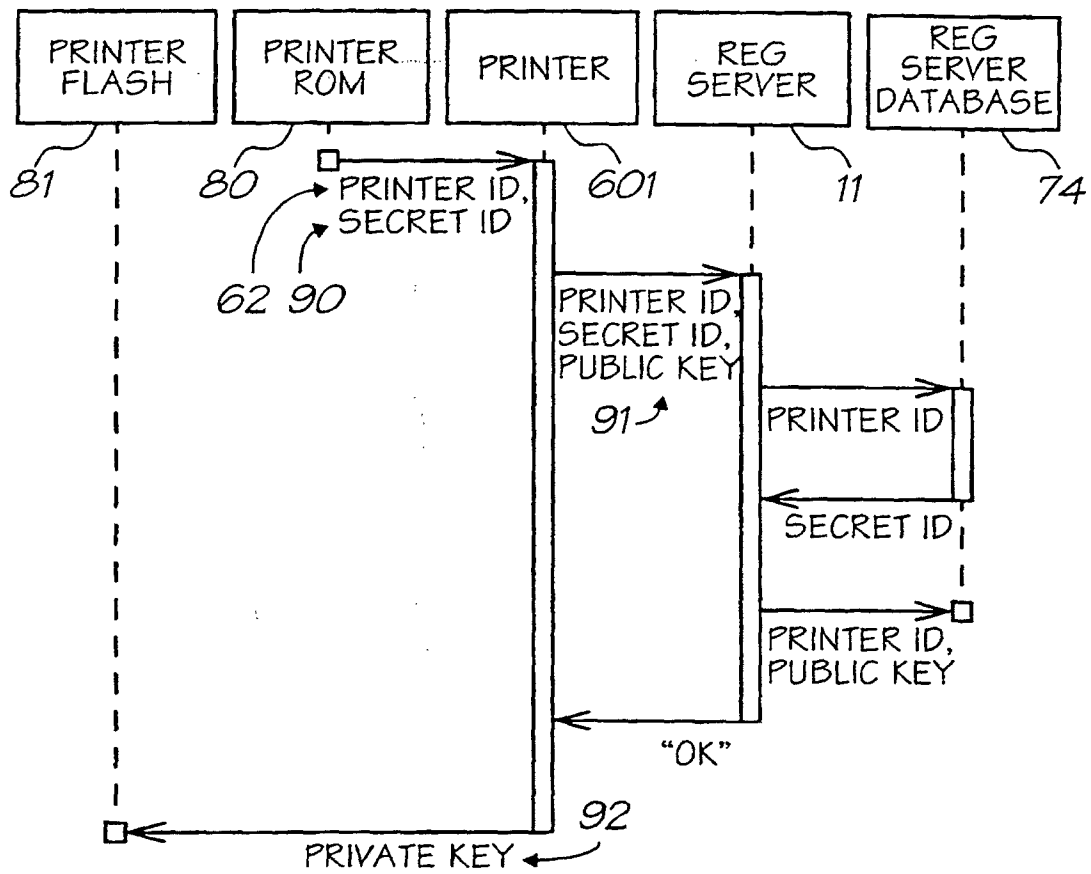 PRINTER
FLASH
PRINTER
ROM
PRINTER
REG
SERVER
REG
SERVER
DATABASE
81
80
601
11
74
PRINTER ID,
SECRET ID
62 90
PRINTER ID,
SECRET ID,
PUBLIC KEY
91
PRINTER ID
SECRET ID
PRINTER ID,
PUBLIC KEY
"OK"
92
PRIVATE KEY